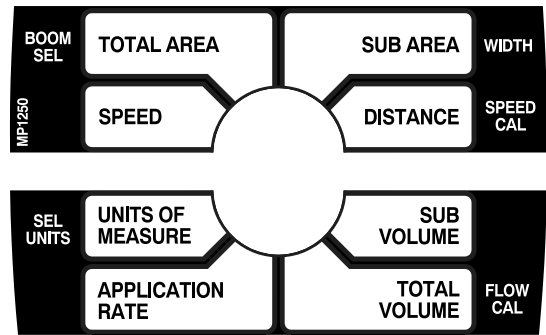 BOOM SEL
TOTAL AREA
SUB AREA
WIDTH
MP1250
SPEED
DISTANCE
SPEED CAL
SEL UNITS
UNITS OF
MEASURE
SUB
VOLUME
APPLICATION
RATE
TOTAL
VOLUME
FLOW
CAL